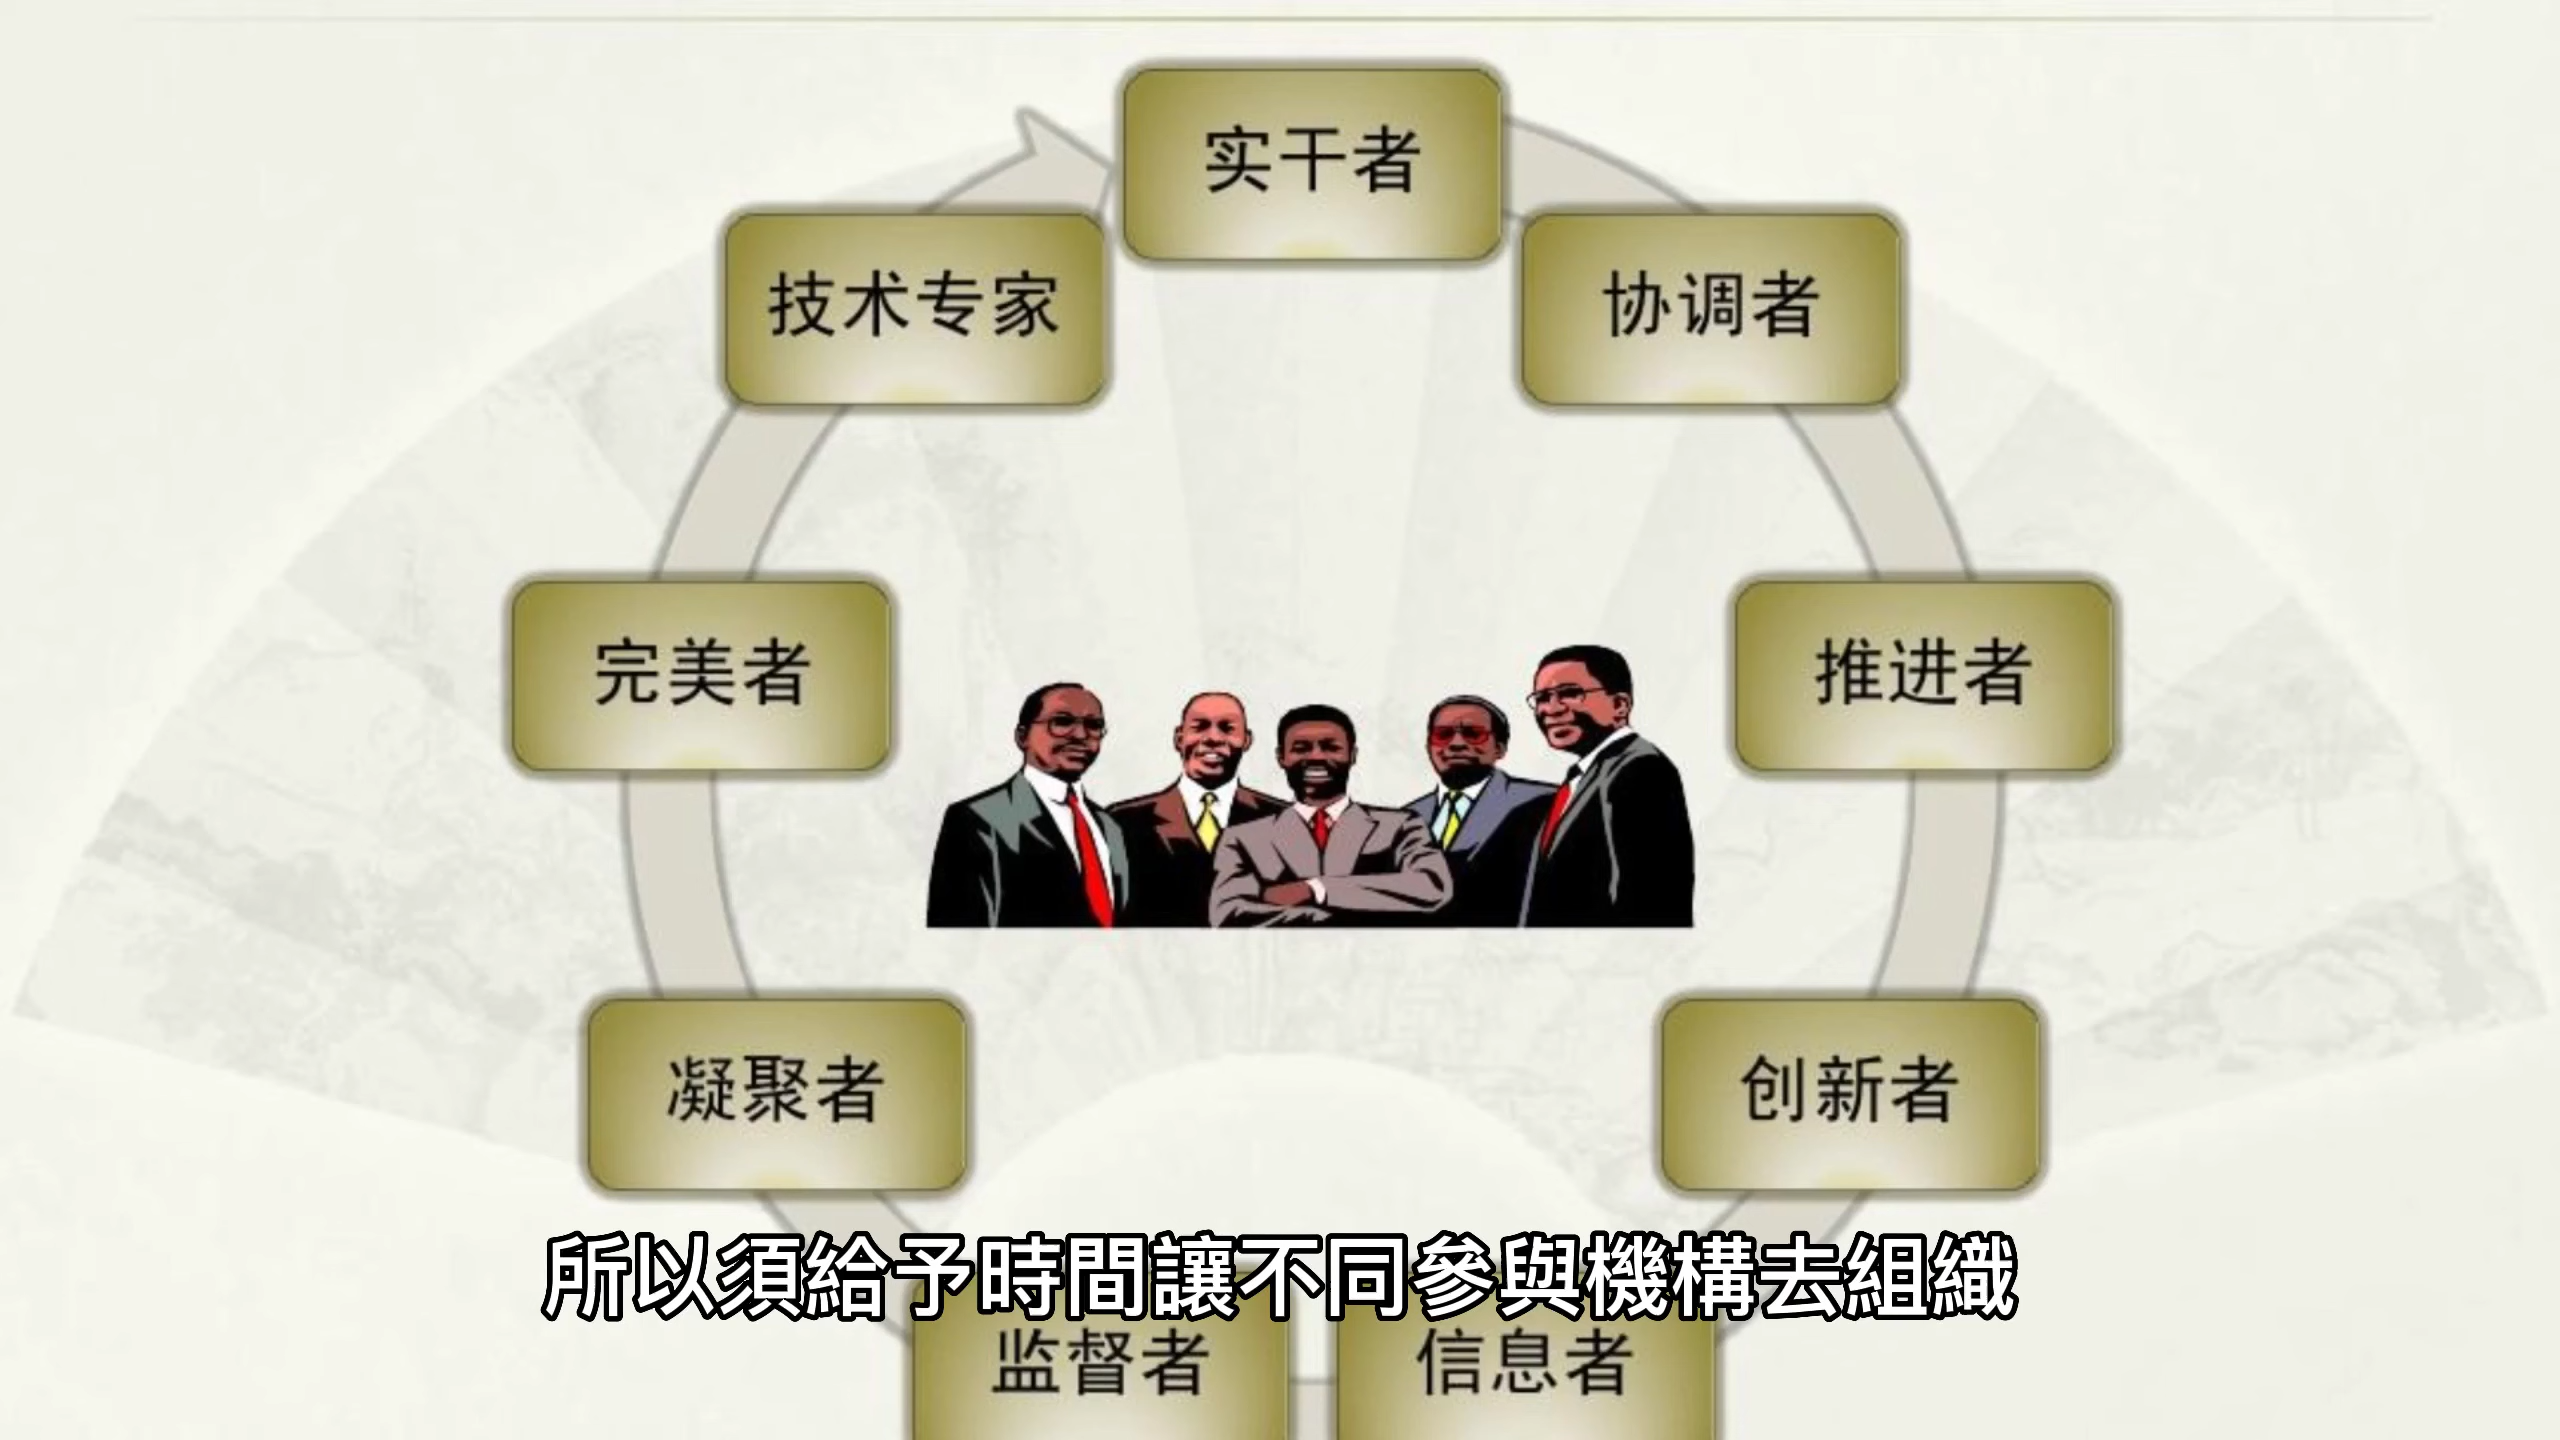 实干者
技术专家
协调者
完美者
推进者
凝聚者
创新者
所以須給予時間讓不同參與機構去組織
监督者
信息者